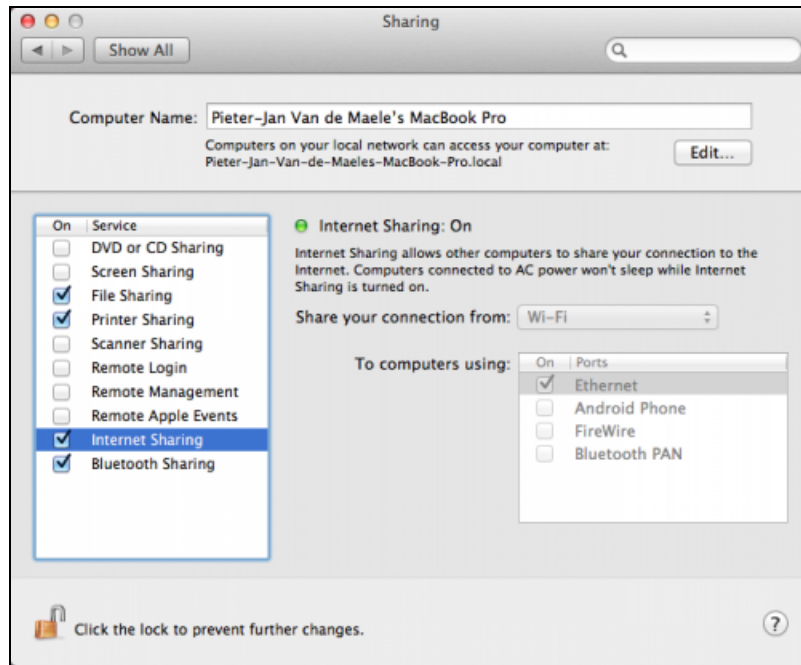 Sharing
Show All
Computer Name: Pieter-Jan Van de Maele's MacBook Pro
Computers on your local network can access your computer at:
Pieter-Jan-Van-de-Maeles-MacBook-Pro.local
Edit...
On Service
DVD or CD Sharing
Screen Sharing
File Sharing
Printer Sharing
Scanner Sharing
Remote Login
Remote Management
Remote Apple Events
Internet Sharing
Bluetooth Sharing
Internet Sharing: On
Internet Sharing allows other computers to share your connection to the
Internet. Computers connected to AC power won't sleep while Internet
Sharing is turned on.
Share your connection from: Wi-Fi
To computers using:
On Ports
Ethernet
Android Phone
FireWire
Bluetooth PAN
Click the lock to prevent further changes.
?